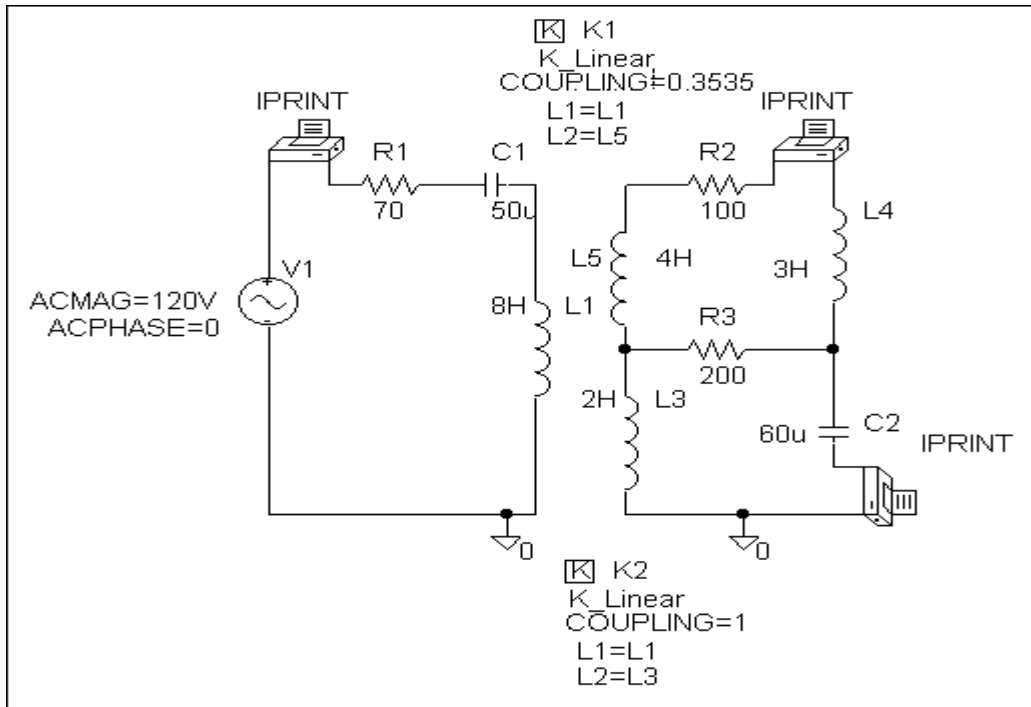 K K1
K_Linear
COUPLING=0.3535
L1=L1
L2=L5
IPRINT
IPRINT
R1
C1
R2
70
50u
100
L4
V1
L5
4H
3H
ACMAG=120V
ACPHASE=0
8H
L1
R3
200
2H
L3
60u
C2
IPRINT
0
0
K K2
K_Linear
COUPLING=1
L1=L1
L2=L3